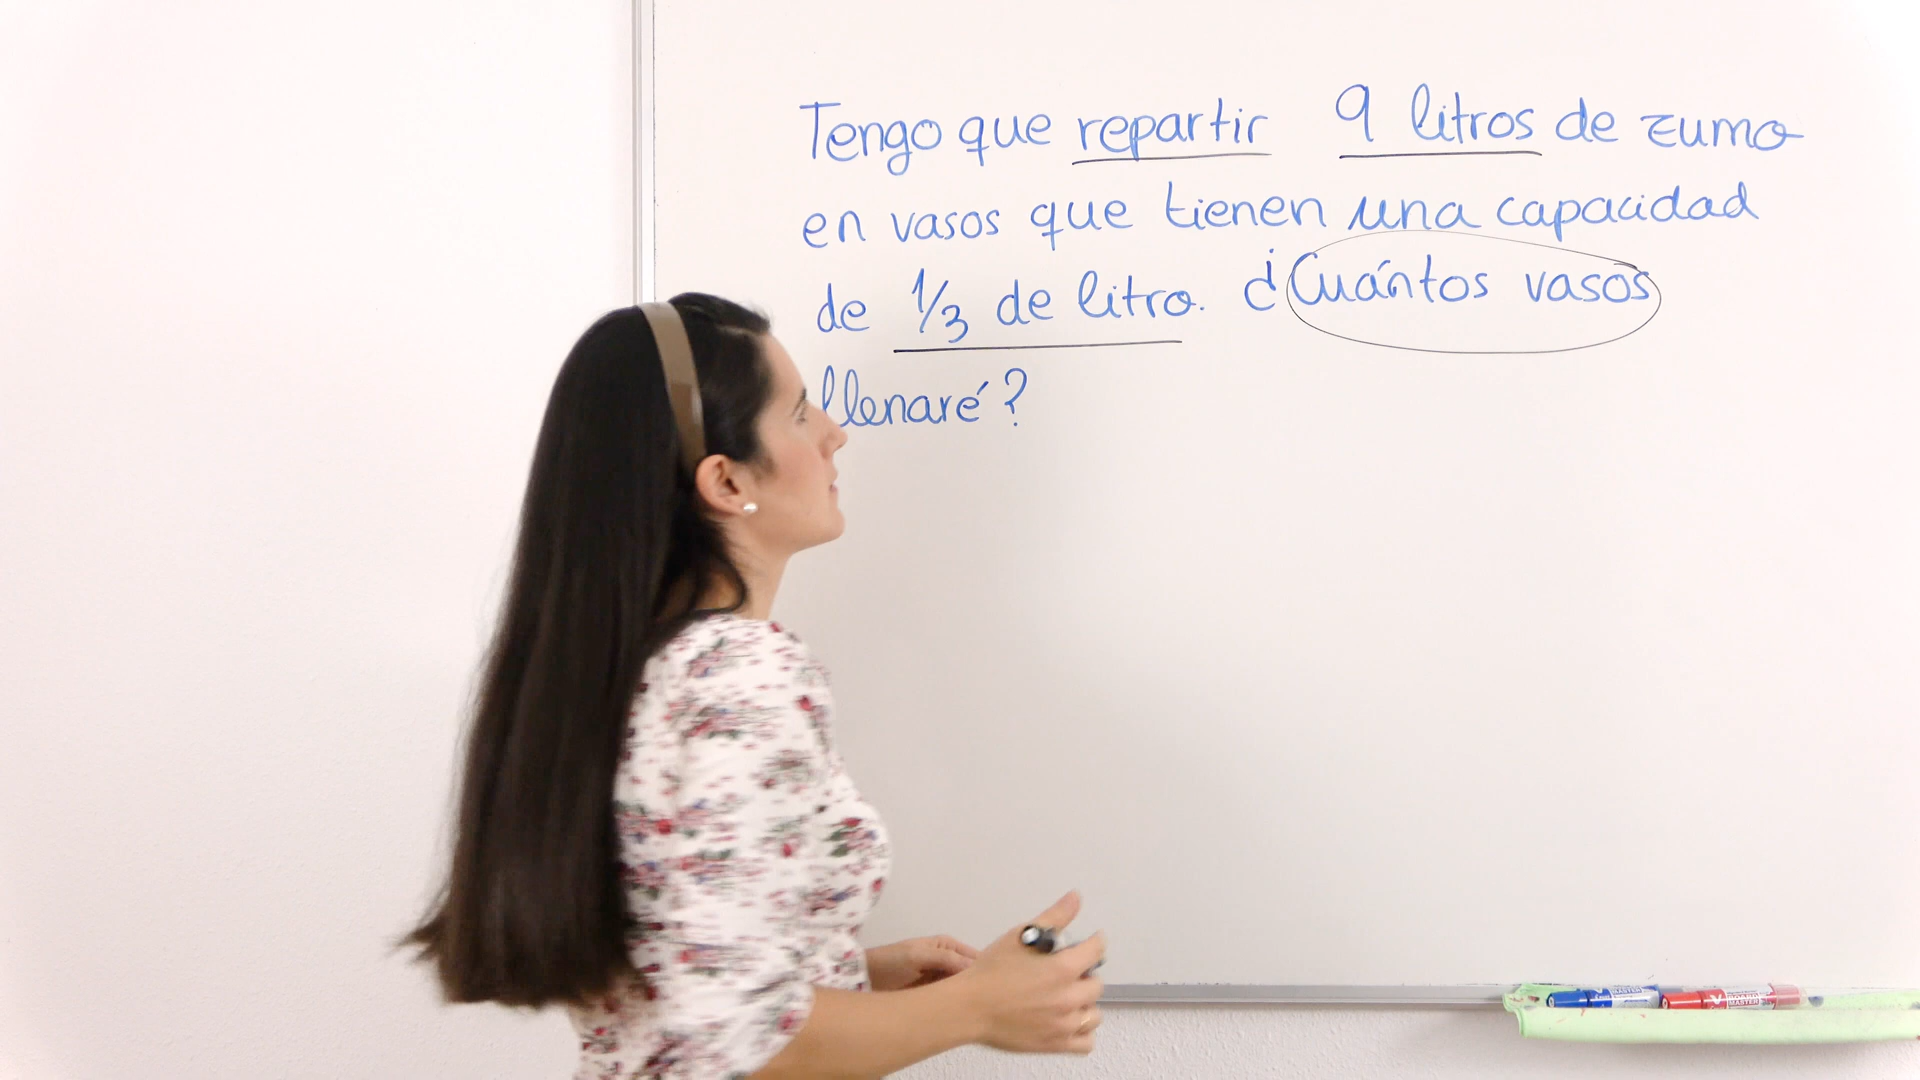 Tengo que repartir 9 litros de zumo
en vasos que tienen una capacidad
de 1/3 de litro. ¿Cuántos vasos
llenaré?